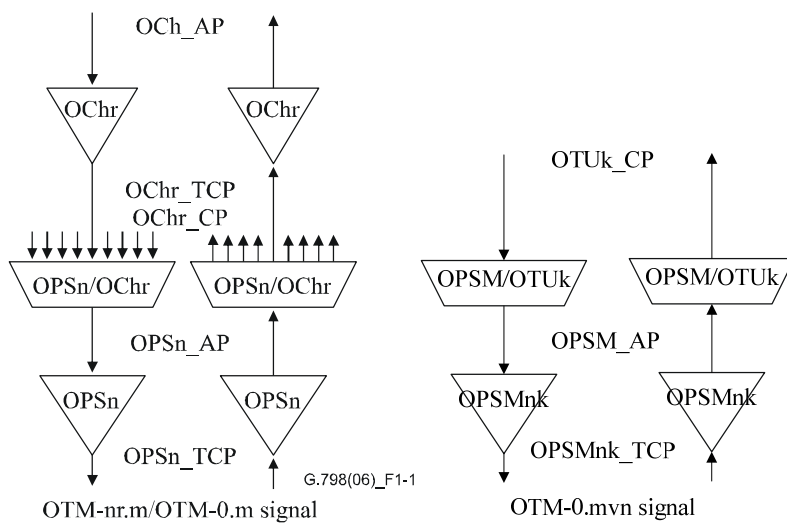 OCh_AP
OChr
OChr
OTUk_CP
OChr_TCP
OChr_CP
OPSn/OChr
OPSn/OChr
OPSM/OTUk
OPSM/OTUk
OPSn_AP
OPSM_AP
OPSn
OPSn
OPSMnk
OPSMnk
OPSn_TCP
OPSMnk_TCP
G.798(06)_F1-1
OTM-nr.m/OTM-0.m signal
OTM-0.mvn signal